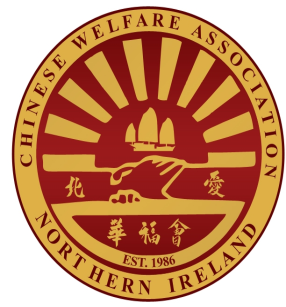 CHINESE WELFARE ASSOCIATION
北 愛
華 福 會
EST. 1986
NORTHERN IRELAND